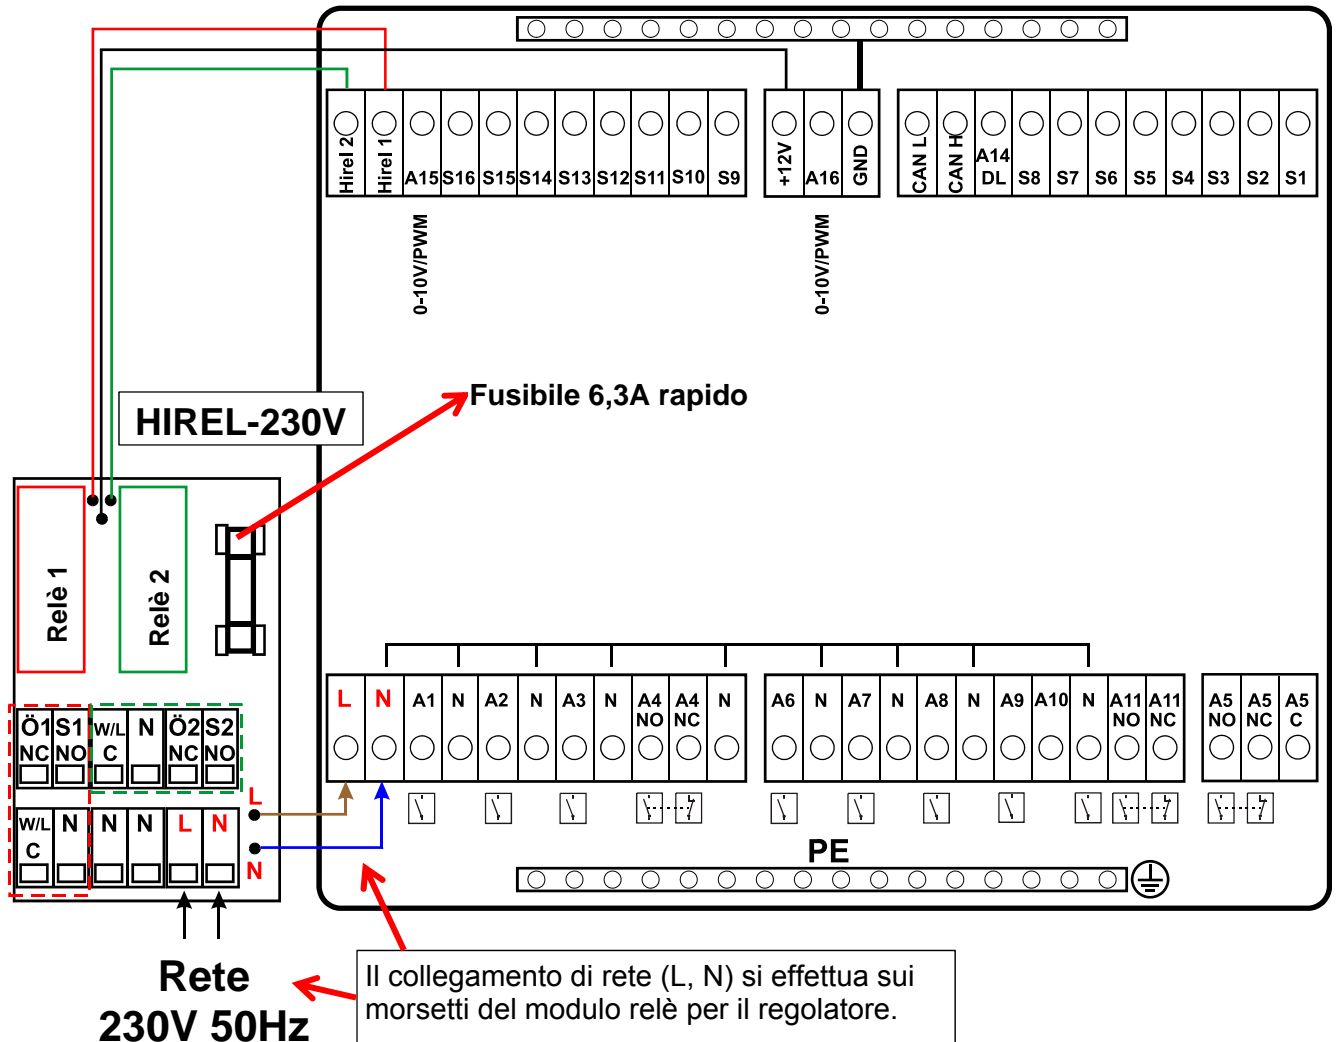 Hirel 2 Hirel 1 A15 S16 S15 S14 S13 S12 S11 S10 S9
+12V A16 GND
CAN L CAN H A14 DL S8 S7 S6 S5 S4 S3 S2 S1
0-10V/PWM
0-10V/PWM
Fusibile 6,3A rapido
HIREL-230V
Relè 1
Relè 2
L N A1 N A2 N A3 N A4 NO A4 NC N
A6 N A7 N A8 N A9 A10 N A11 NO A11 NC
A5 NO A5 NC A5 C
Ö1 NC S1 NO W/L C N Ö2 NC S2 NO
W/L C N N N L N
L
N
PE
Rete
230V 50Hz
Il collegamento di rete (L, N) si effettua sui
morsetti del modulo relè per il regolatore.